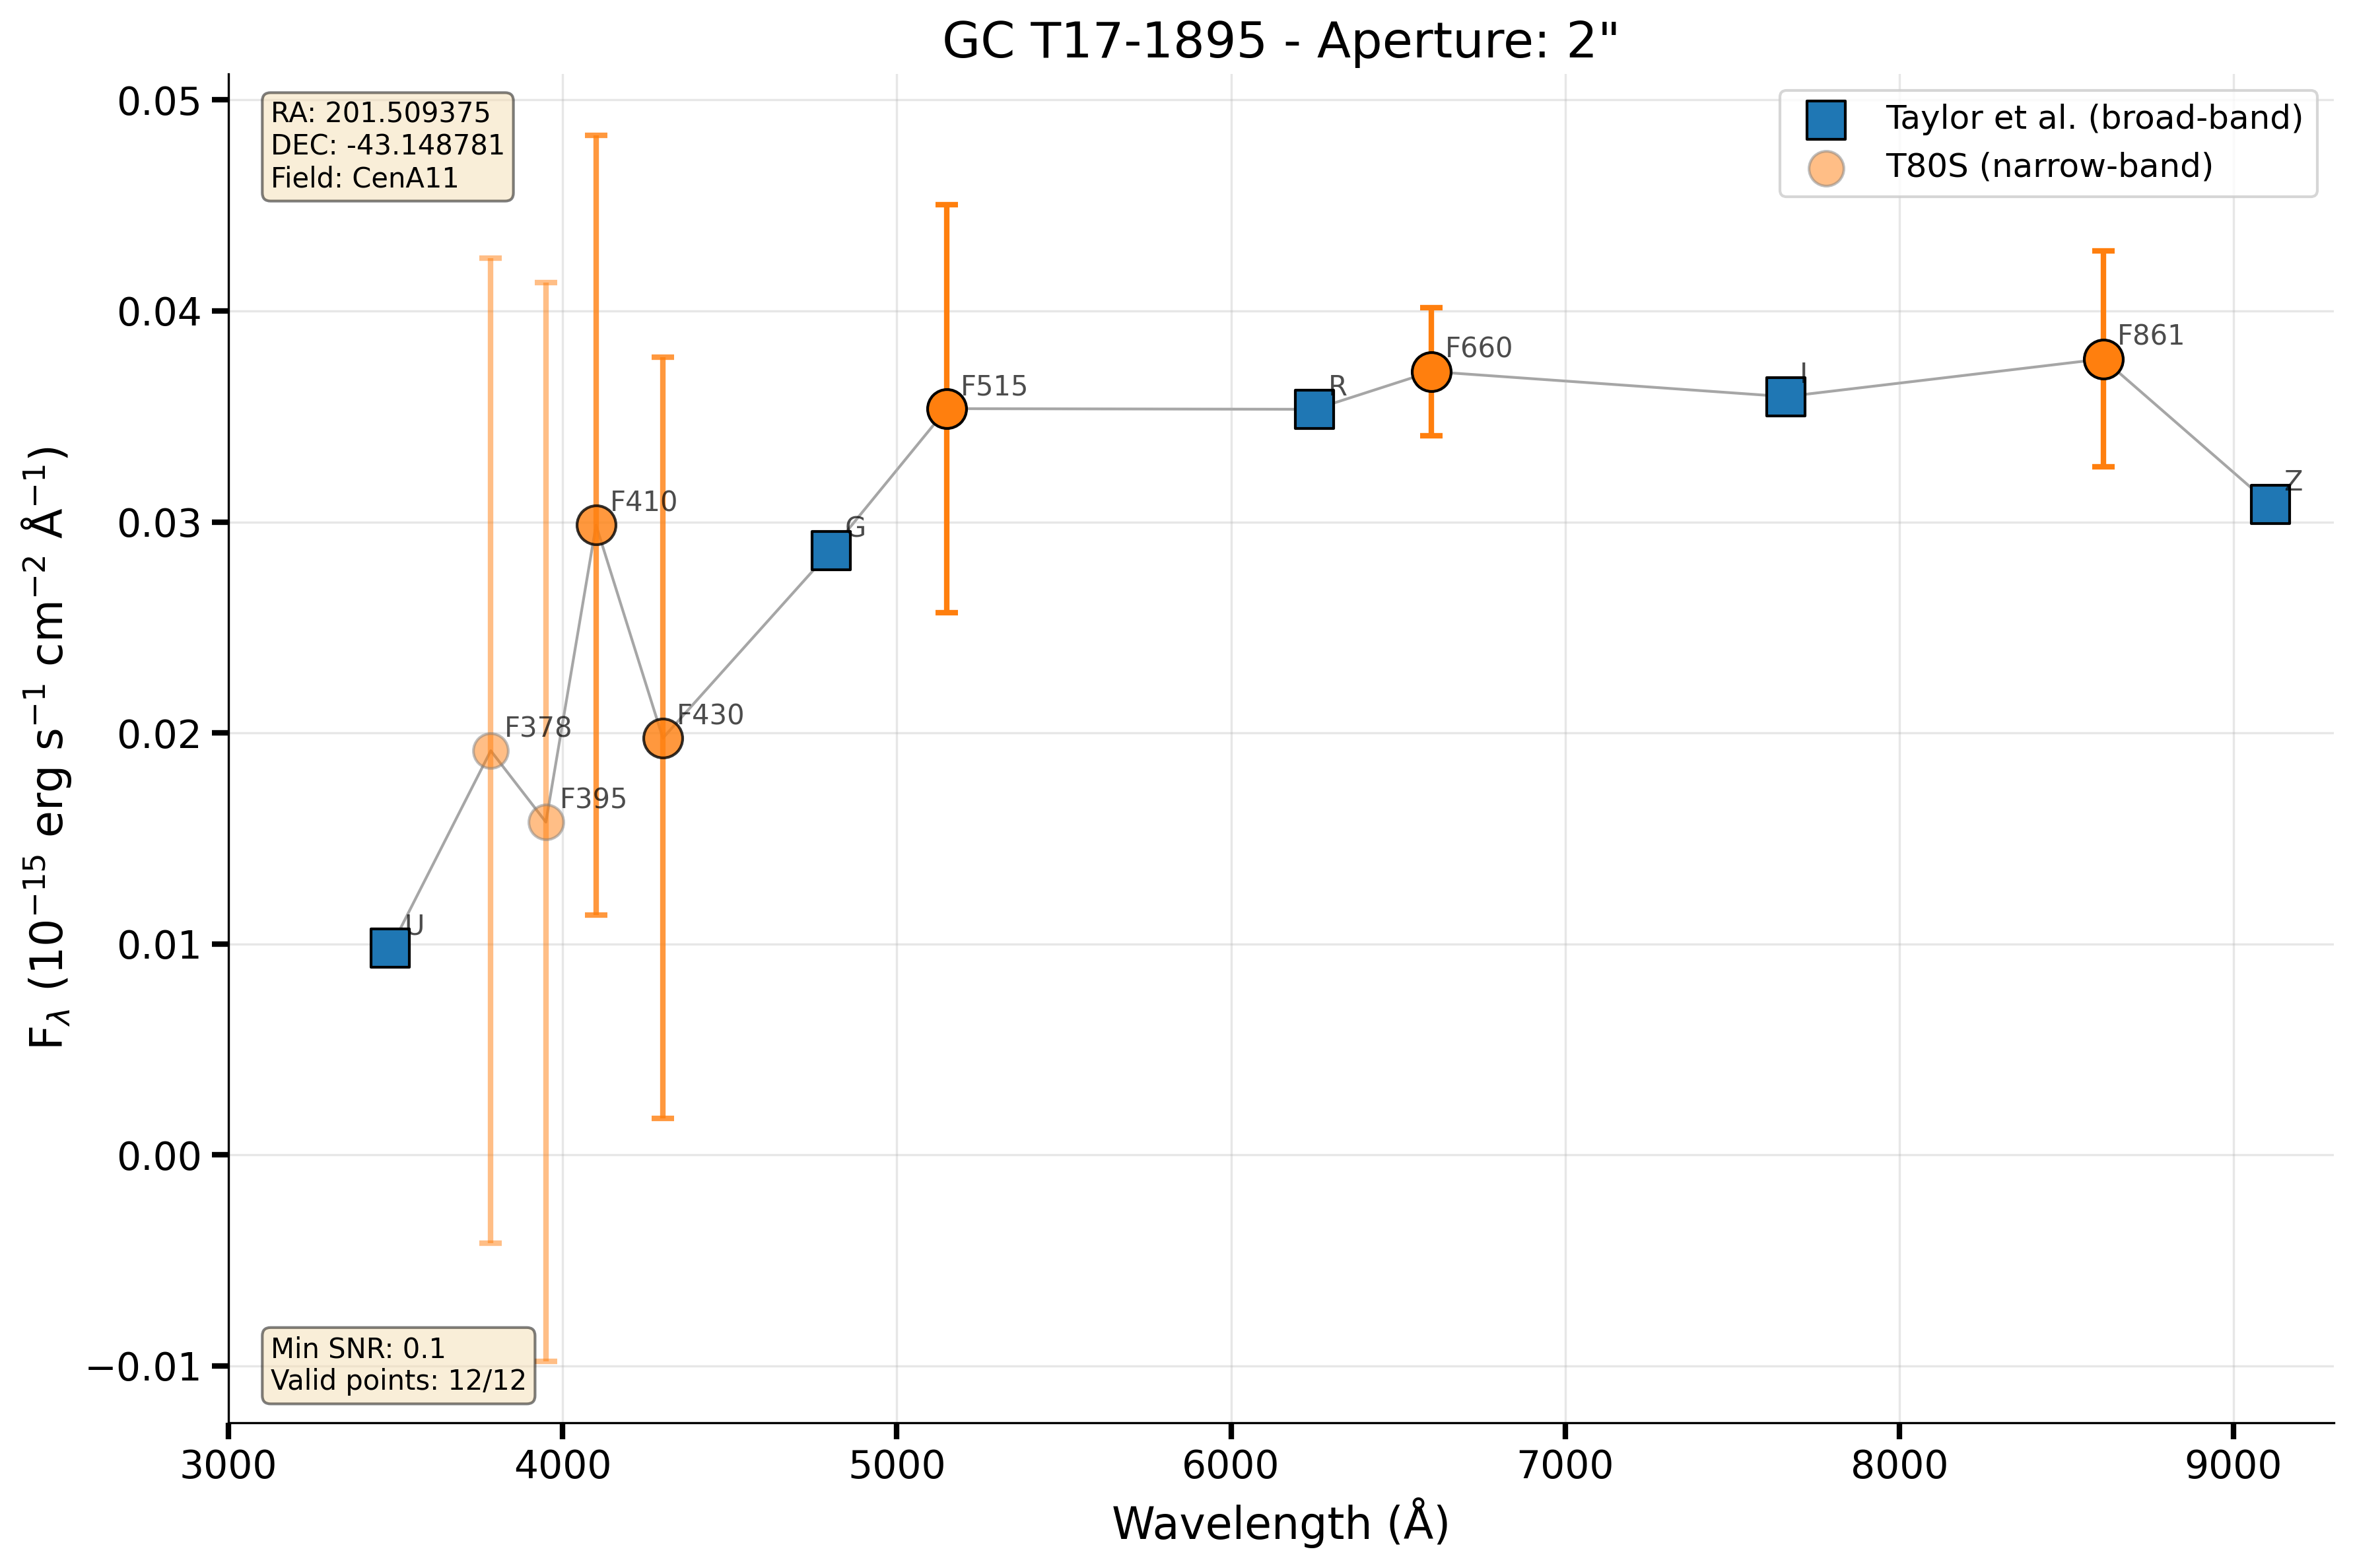 GC T17-1895 - Aperture: 2"
RA: 201.509375
DEC: -43.148781
Field: CenA11
Taylor et al. (broad-band)
T80S (narrow-band)
0.05
0.04
0.03
0.02
0.01
0.00
−0.01
F_λ (10⁻¹⁵ erg s⁻¹ cm⁻² Å⁻¹)
U
F378
F395
F410
F430
G
F515
R
F660
I
F861
Z
Min SNR: 0.1
Valid points: 12/12
3000
4000
5000
6000
7000
8000
9000
Wavelength (Å)